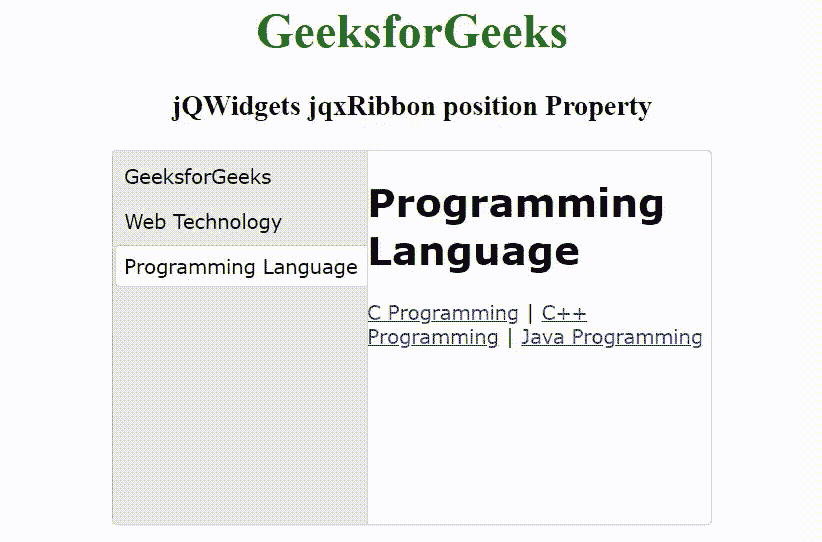 GeeksforGeeks
jQWidgets jqxRibbon position Property
GeeksforGeeks
Web Technology
Programming Language
Programming
Language
C Programming | C++
Programming | Java Programming